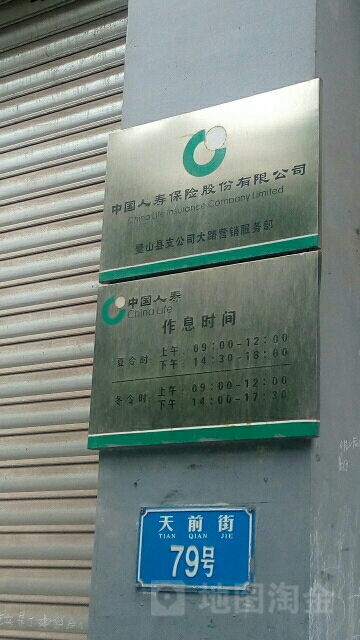 中国人寿保险股份有限公司
China Life Insurance Company Limited
璧山县支公司大路营销服务部
中国人寿
China Life
作息时间
夏令时: 上午: 09:00-12:00
下午: 14:30-18:00
冬令时: 上午: 09:00-12:00
下午: 14:00-17:30
天前街
TIAN QIAN JIE
79号
地图淘金